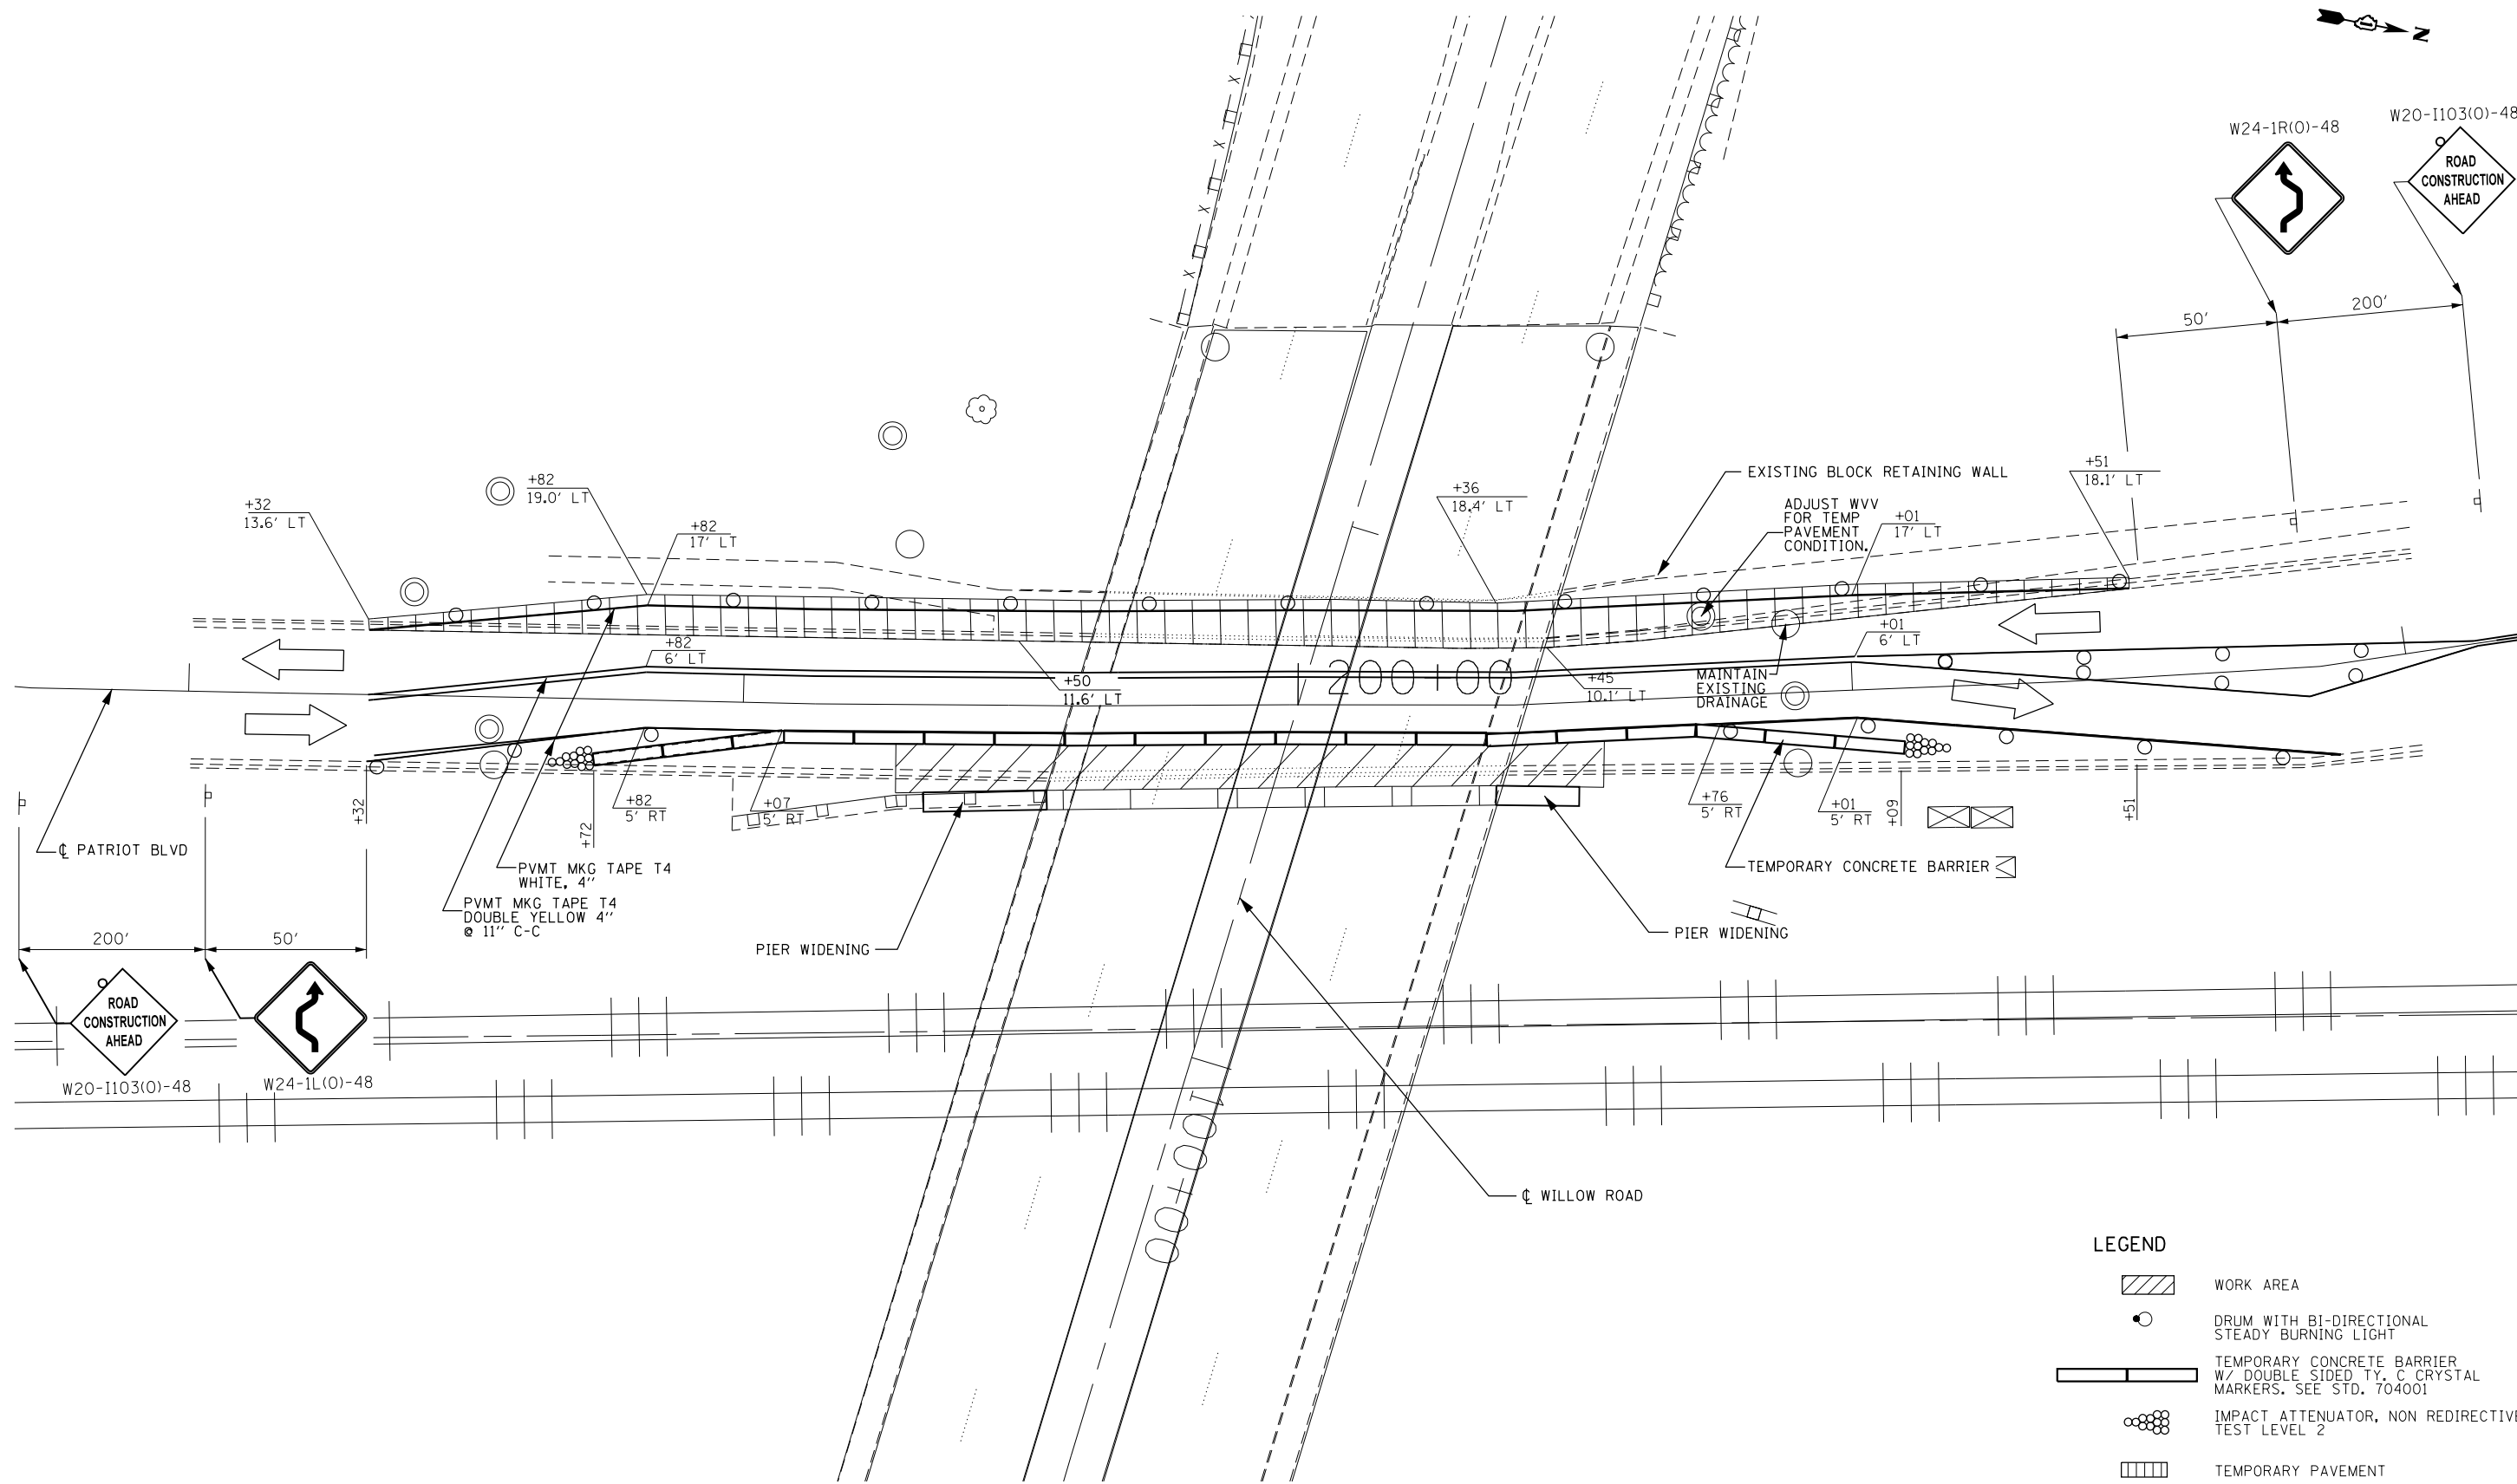 N
W20-I103(O)-48
W24-1R(O)-48
ROAD
CONSTRUCTION
AHEAD
200'
50'
EXISTING BLOCK RETAINING WALL
+51
18.1' LT
+82
19.0' LT
+36
18.4' LT
+32
13.6' LT
ADJUST WVV
FOR TEMP
PAVEMENT
CONDITION.
+01
17' LT
+82
17' LT
+01
6' LT
+82
6' LT
+50
11.6' LT
1200+00
+45
10.1' LT
MAINTAIN
EXISTING
DRAINAGE
+32
+72
+82
5' RT
+07
5' RT
+76
5' RT
+01
5' RT
+09
+51
℄ PATRIOT BLVD
PVMT MKG TAPE T4
WHITE, 4"
TEMPORARY CONCRETE BARRIER
PVMT MKG TAPE T4
DOUBLE YELLOW 4"
@ 11" C-C
200'
50'
PIER WIDENING
PIER WIDENING
ROAD
CONSTRUCTION
AHEAD
W20-I103(O)-48
W24-1L(O)-48
1100+00
℄ WILLOW ROAD
LEGEND
WORK AREA
DRUM WITH BI-DIRECTIONAL
STEADY BURNING LIGHT
TEMPORARY CONCRETE BARRIER
W/ DOUBLE SIDED TY. C CRYSTAL
MARKERS. SEE STD. 704001
IMPACT ATTENUATOR, NON REDIRECTIVE
TEST LEVEL 2
TEMPORARY PAVEMENT